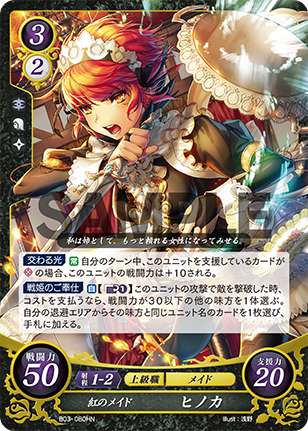 3
2
SAMPLE
私は姉として、もっと頼れる女性になってみせる。
交わる光 常 自分のターン中、このユニットを支援しているカードが
の場合、このユニットの戦闘力は+10される。
戦姫のご奉仕 自【1】このユニットの攻撃で敵を撃破した時、
コストを支払うなら、戦闘力が30以下の他の味方を1体選ぶ。
自分の退避エリアからその味方と同じユニット名のカードを1枚選び、
手札に加える。
戦闘力
50
射程 1-2 上級職 メイド
支援力
20
紅のメイド ヒノカ
B03-080HN
Illust:浅野